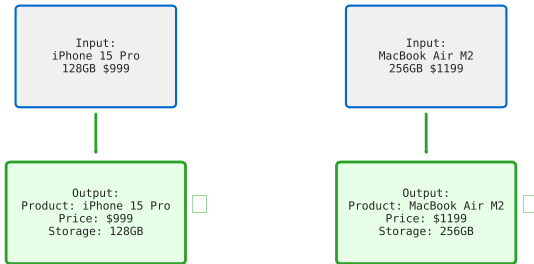 Input:
iPhone 15 Pro
128GB $999
Input:
MacBook Air M2
256GB $1199
Output:
Product: iPhone 15 Pro
Price: $999
Storage: 128GB
Output:
Product: MacBook Air M2
Price: $1199
Storage: 256GB